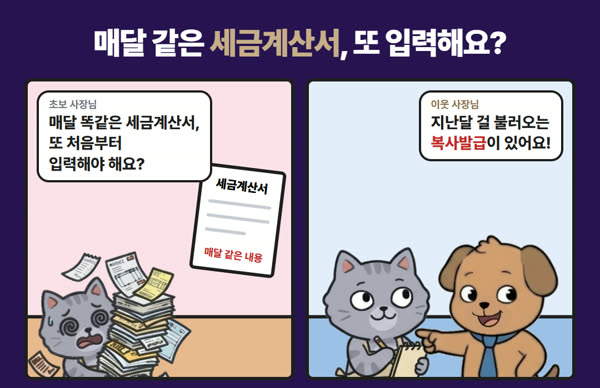 매달 같은 세금계산서, 또 입력해요?
초보 사장님
매달 똑같은 세금계산서,
또 처음부터
입력해야 해요?
세금계산서
매달 같은 내용
이웃 사장님
지난달 걸 불러오는
복사발급이 있어요!